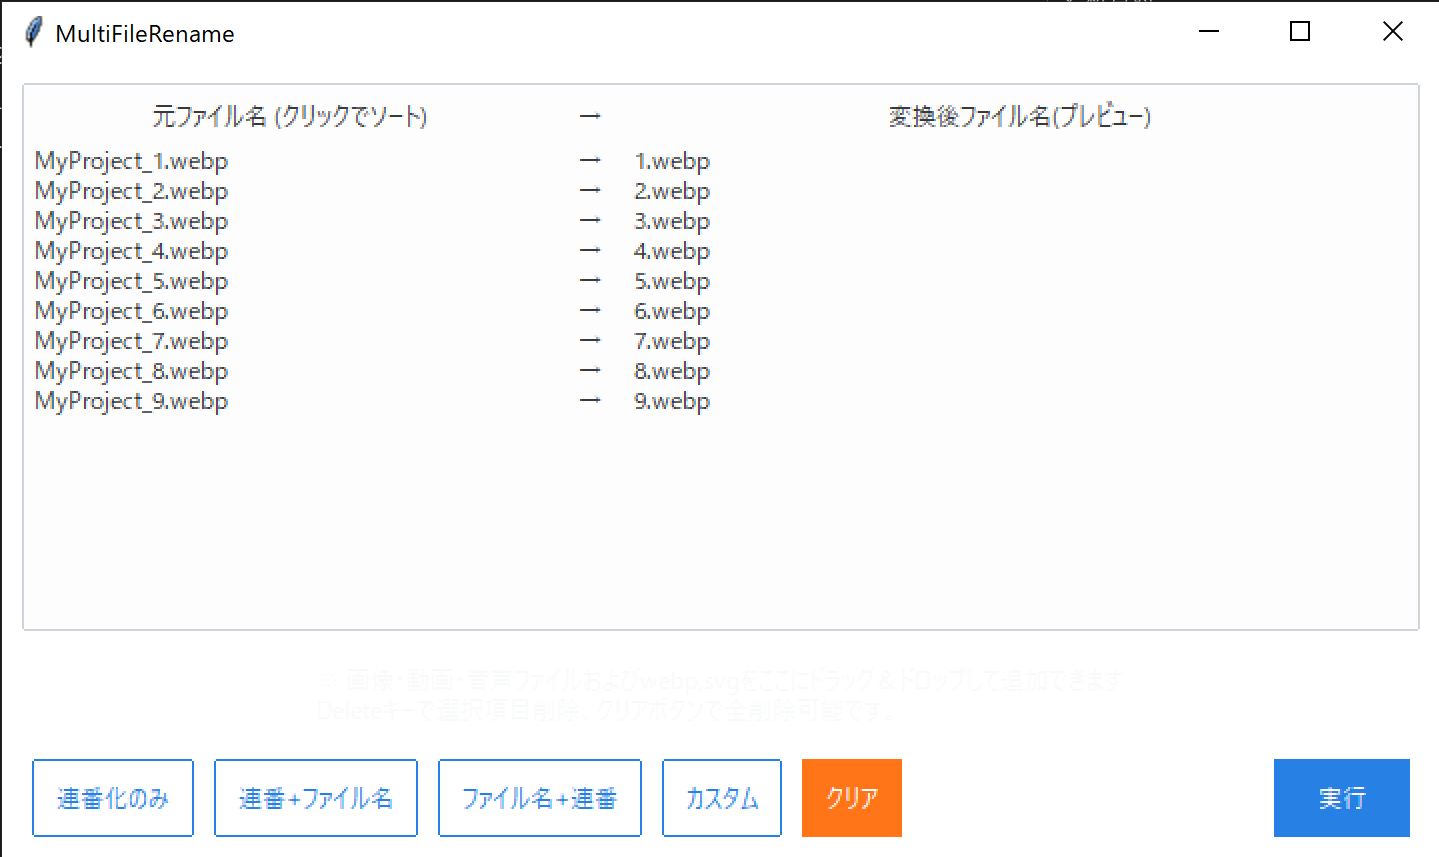 MultiFileRename
元ファイル名 (クリックでソート) → 変換後ファイル名(プレビュー)
MyProject_1.webp → 1.webp
MyProject_2.webp → 2.webp
MyProject_3.webp → 3.webp
MyProject_4.webp → 4.webp
MyProject_5.webp → 5.webp
MyProject_6.webp → 6.webp
MyProject_7.webp → 7.webp
MyProject_8.webp → 8.webp
MyProject_9.webp → 9.webp
画像・動画・音声ファイルおよびwebp,svgをここにドラッグ&ドロップして追加できます
Deleteキーで選択項目削除、クリアボタンで全削除可能です。
連番化のみ 連番+ファイル名 ファイル名+連番 カスタム クリア 実行